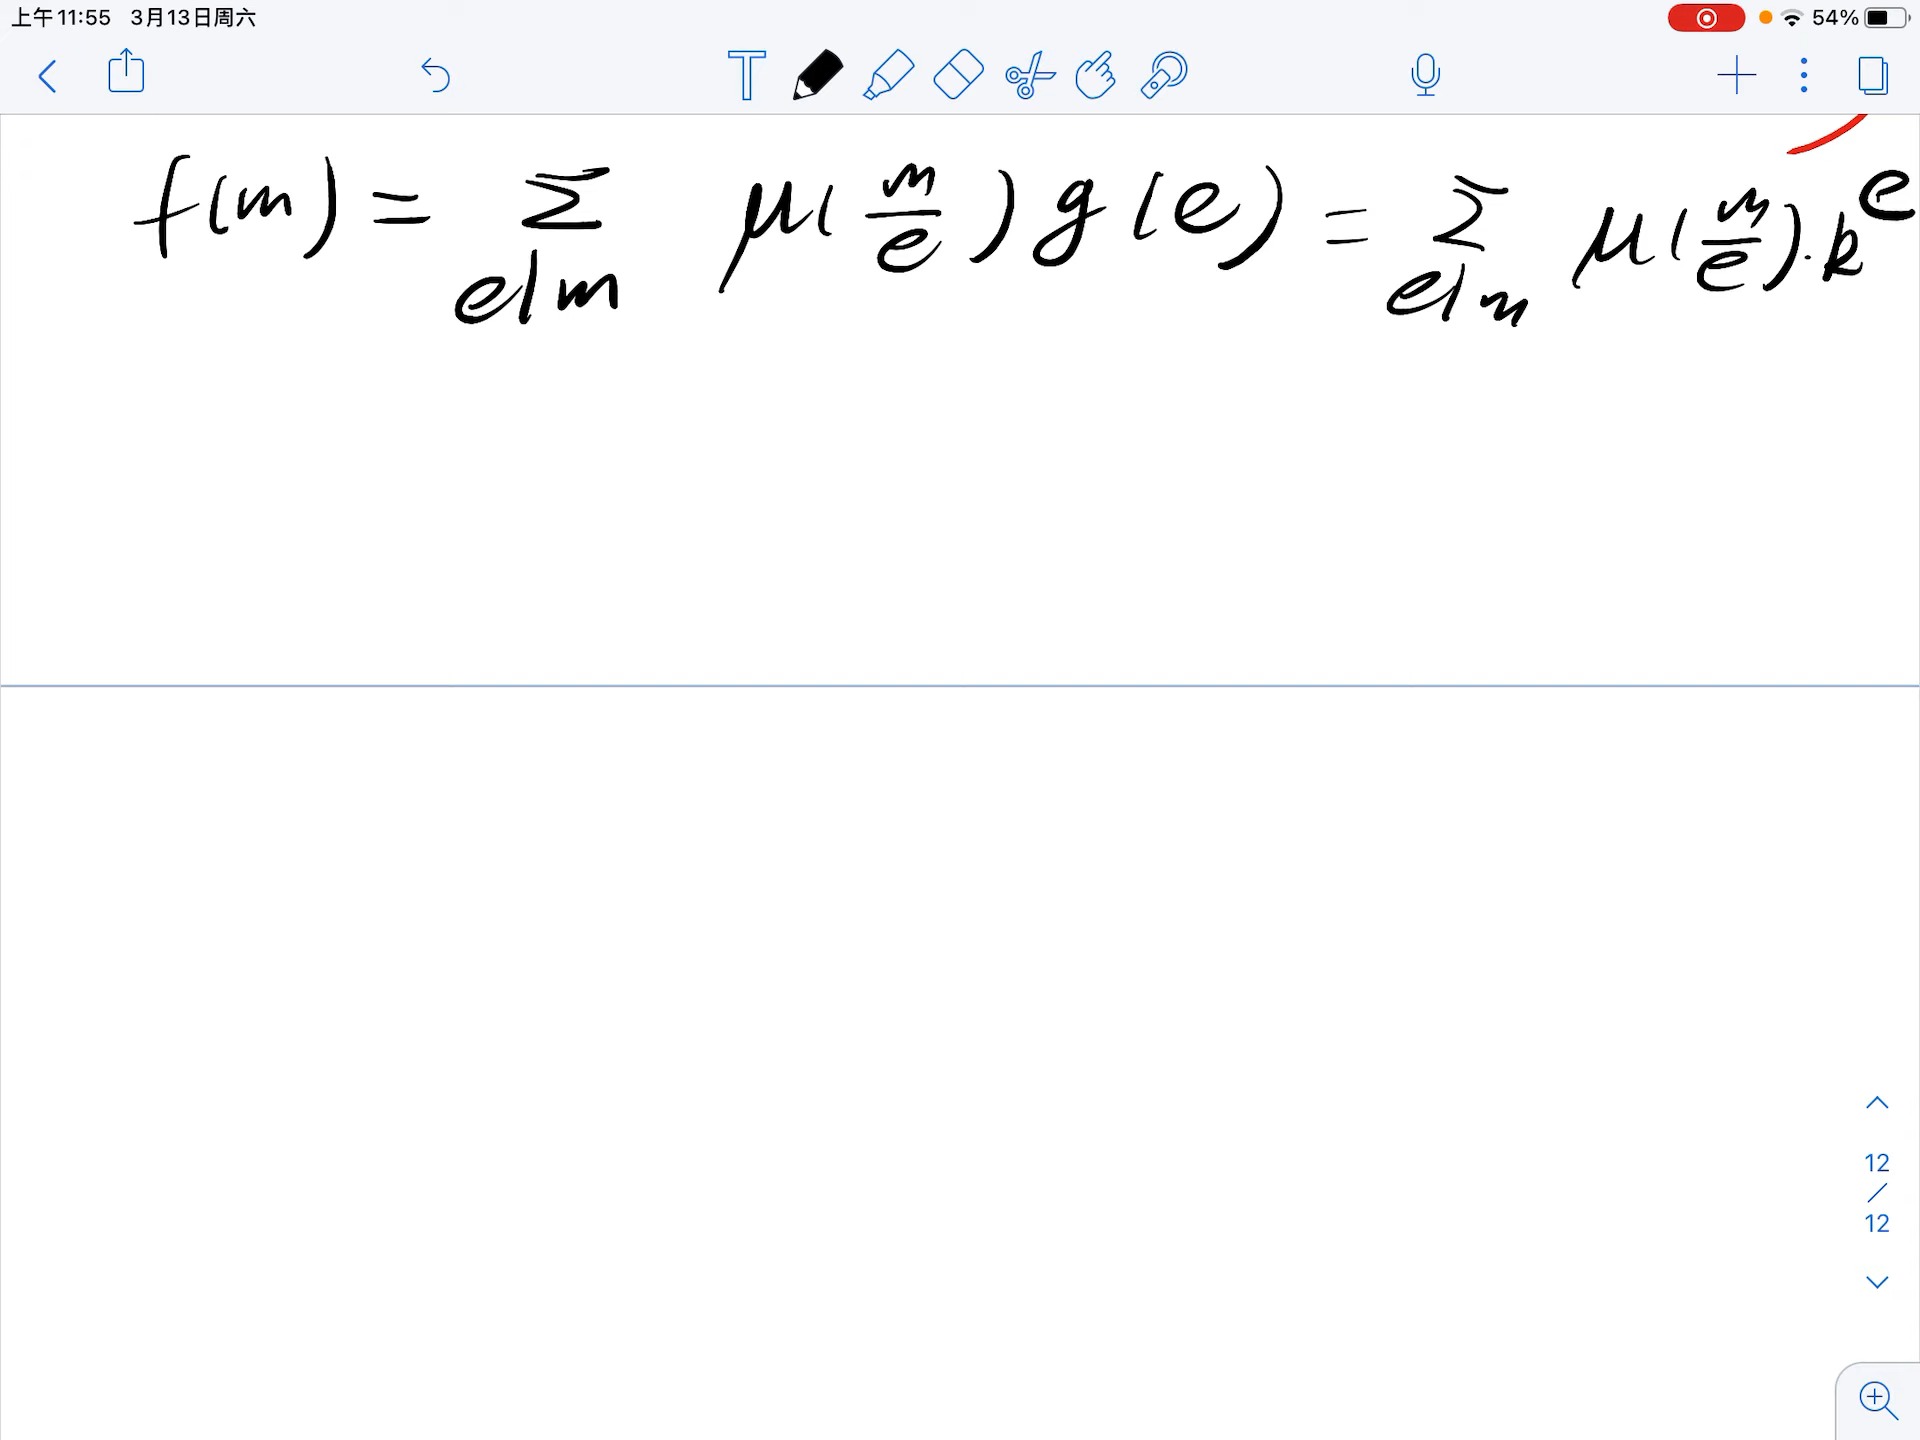 上午11:55 3月13日周六 54%
T
f(m) = Σ_{e|m} μ(m/e) g(e) = Σ_{e|m} μ(m/e)·k^e
12
/
12